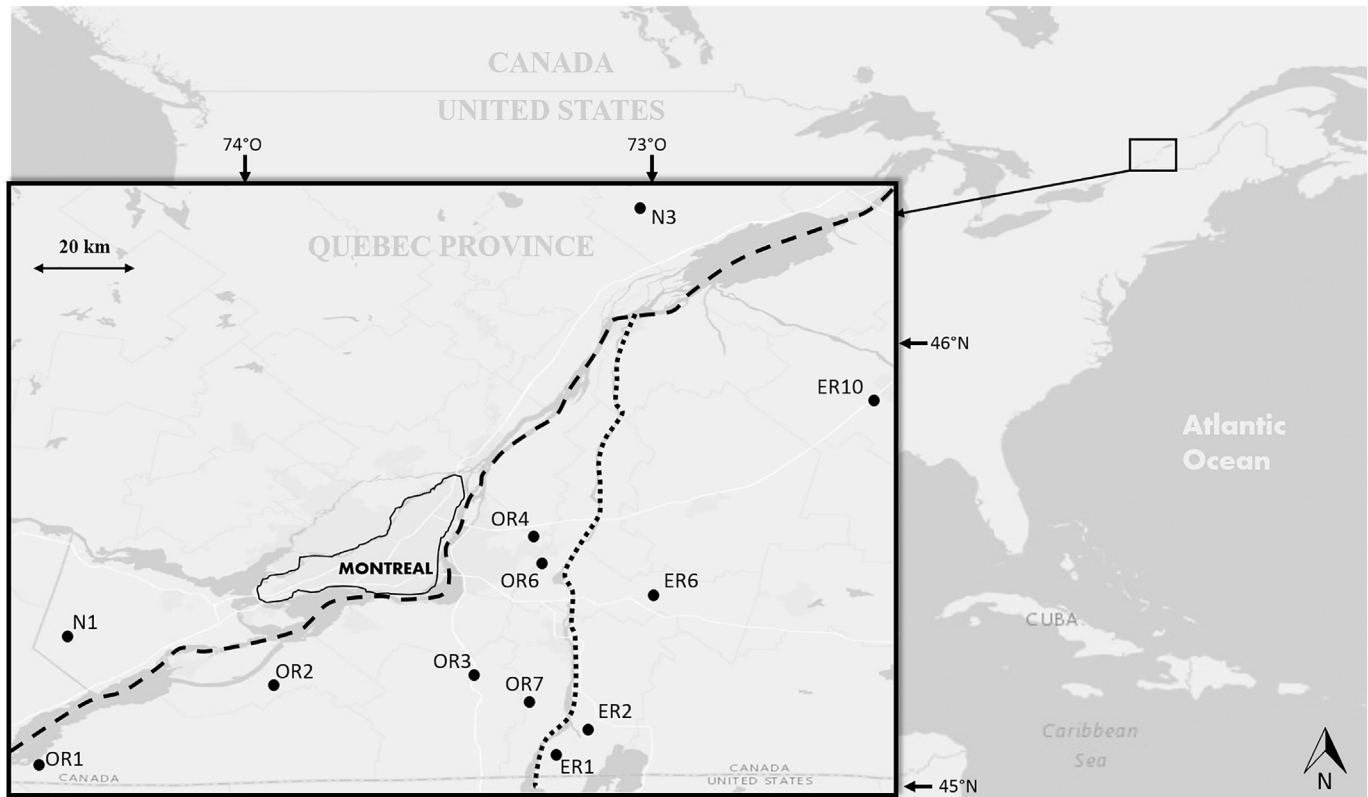 CANADA
UNITED STATES
74°O
73°O
N3
20 km
QUEBEC PROVINCE
46°N
ER10
Atlantic
Ocean
OR4
MONTREAL
OR6
ER6
CUBA
N1
OR3
OR2
OR7
ER2
Caribbean
Sea
OR1
ER1
CANADA
CANADA
UNITED STATES
45°N
N